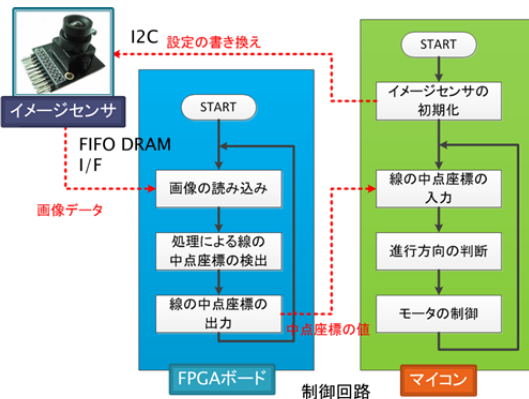 I2C
設定の書き換え
イメージセンサ
FIFO DRAM
I/F
画像データ
START
画像の読み込み
処理による線の
中点座標の検出
線の中点座標の
出力
FPGAボード
中点座標の値
START
イメージセンサの
初期化
線の中点座標の
入力
進行方向の判断
モータの制御
マイコン
制御回路